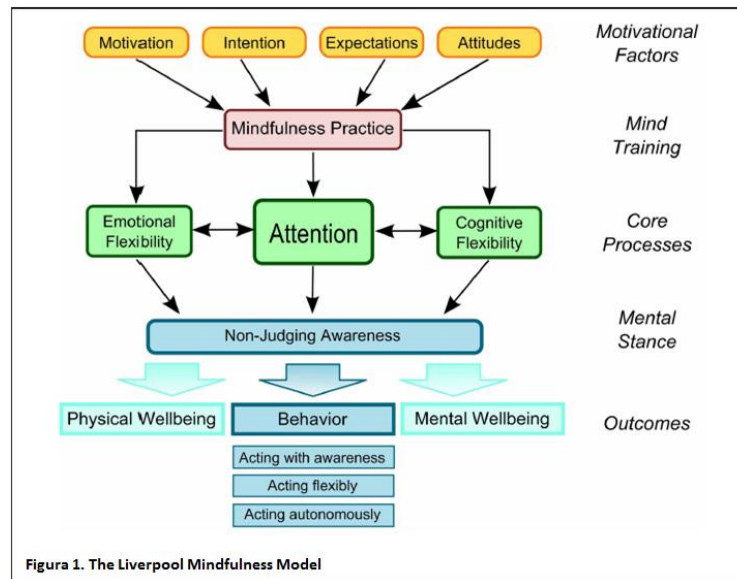 Motivation
Intention
Expectations
Attitudes
Motivational
Factors
Mindfulness Practice
Mind
Training
Emotional
Flexibility
Attention
Cognitive
Flexibility
Core
Processes
Non-Judging Awareness
Mental
Stance
Physical Wellbeing
Behavior
Mental Wellbeing
Outcomes
Acting with awareness
Acting flexibly
Acting autonomously
Figura 1. The Liverpool Mindfulness Model